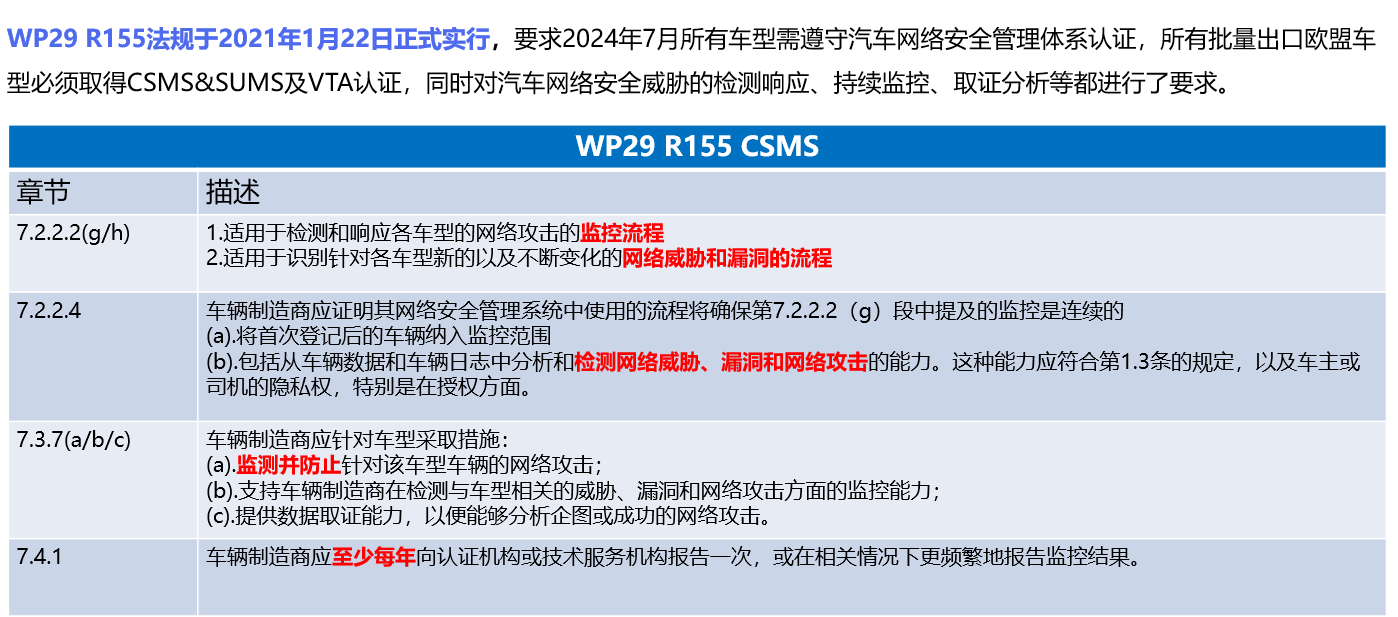 WP29 R155法规于2021年1月22日正式实行，要求2024年7月所有车型需遵守汽车网络安全管理体系认证，所有批量出口欧盟车
型必须取得CSMS&SUMS及VTA认证，同时对汽车网络安全威胁的检测响应、持续监控、取证分析等都进行了要求。
WP29 R155 CSMS
章节
描述
7.2.2.2(g/h)
1.适用于检测和响应各车型的网络攻击的监控流程
2.适用于识别针对各车型新的以及不断变化的网络威胁和漏洞的流程
7.2.2.4
车辆制造商应证明其网络安全管理系统中使用的流程将确保第7.2.2.2（g）段中提及的监控是连续的
(a).将首次登记后的车辆纳入监控范围
(b).包括从车辆数据和车辆日志中分析和检测网络威胁、漏洞和网络攻击的能力。这种能力应符合第1.3条的规定，以及车主或
司机的隐私权，特别是在授权方面。
7.3.7(a/b/c)
车辆制造商应针对车型采取措施：
(a).监测并防止针对该车型车辆的网络攻击；
(b).支持车辆制造商在检测与车型相关的威胁、漏洞和网络攻击方面的监控能力；
(c).提供数据取证能力，以便能够分析企图或成功的网络攻击。
7.4.1
车辆制造商应至少每年向认证机构或技术服务机构报告一次，或在相关情况下更频繁地报告监控结果。